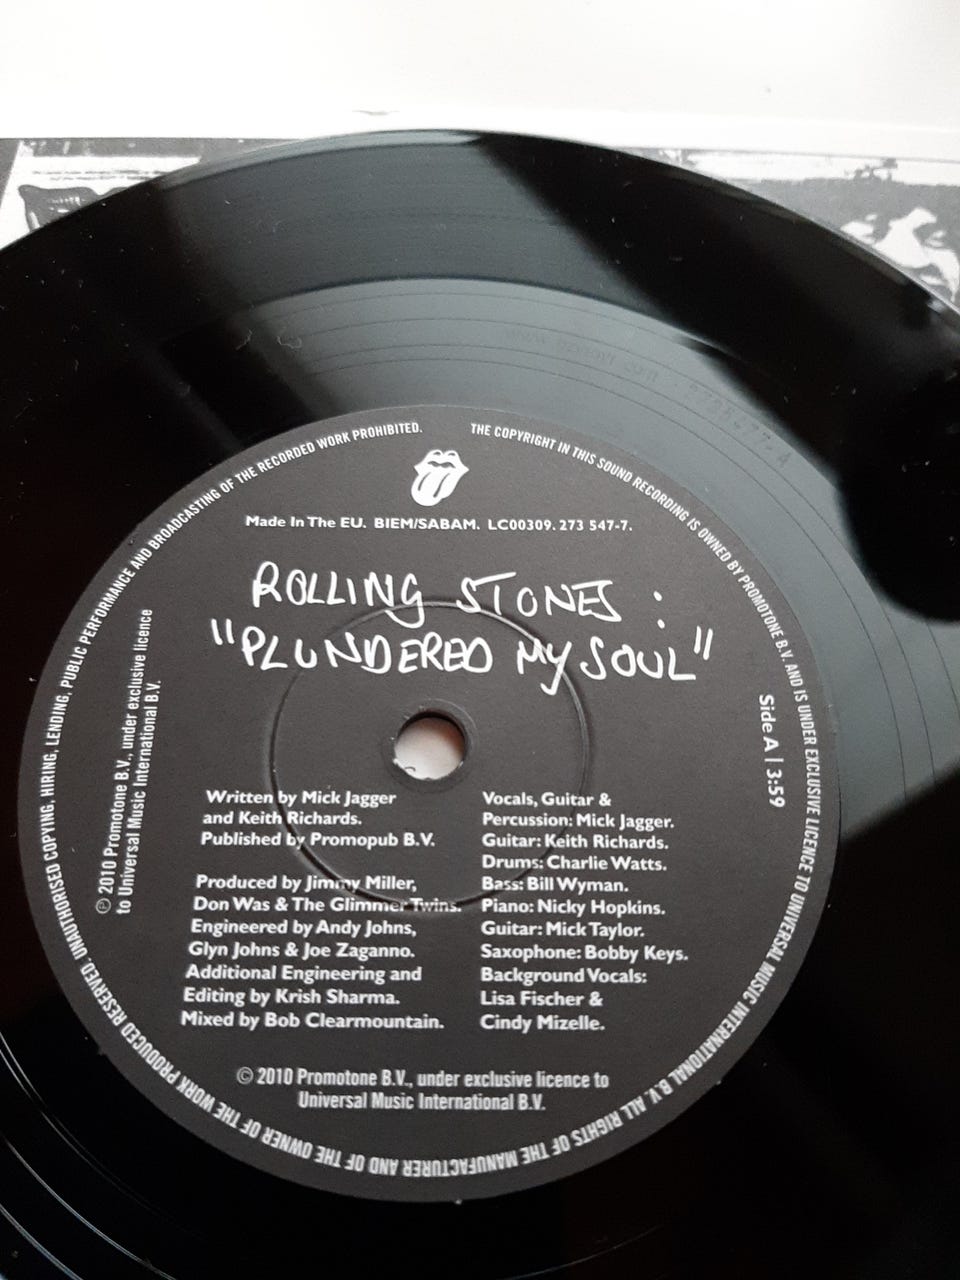 THE COPYRIGHT IN THIS SOUND RECORDING IS OWNED BY PROMOTONE B.V. AND IS UNDER EXCLUSIVE LICENCE TO UNIVERSAL MUSIC INTERNATIONAL B.V. ALL RIGHTS OF THE MANUFACTURER AND OF THE OWNER OF THE WORK PRODUCED RESERVED. UNAUTHORISED COPYING, HIRING, LENDING, PUBLIC PERFORMANCE AND BROADCASTING OF THE RECORDED WORK PROHIBITED.
Made In The EU. BIEM/SABAM. LC00309. 273 547-7.
ROLLING STONES :
"PLUNDERED MY SOUL"
Side A | 3:59
℗ 2010 Promotone B.V., under exclusive licence
to Universal Music International B.V.
Written by Mick Jagger
and Keith Richards.
Published by Promopub B.V.
Produced by Jimmy Miller,
Don Was & The Glimmer Twins.
Engineered by Andy Johns,
Glyn Johns & Joe Zaganno.
Additional Engineering and
Editing by Krish Sharma.
Mixed by Bob Clearmountain.
Vocals, Guitar &
Percussion: Mick Jagger.
Guitar: Keith Richards.
Drums: Charlie Watts.
Bass: Bill Wyman.
Piano: Nicky Hopkins.
Guitar: Mick Taylor.
Saxophone: Bobby Keys.
Background Vocals:
Lisa Fischer &
Cindy Mizelle.
© 2010 Promotone B.V., under exclusive licence to
Universal Music International B.V.